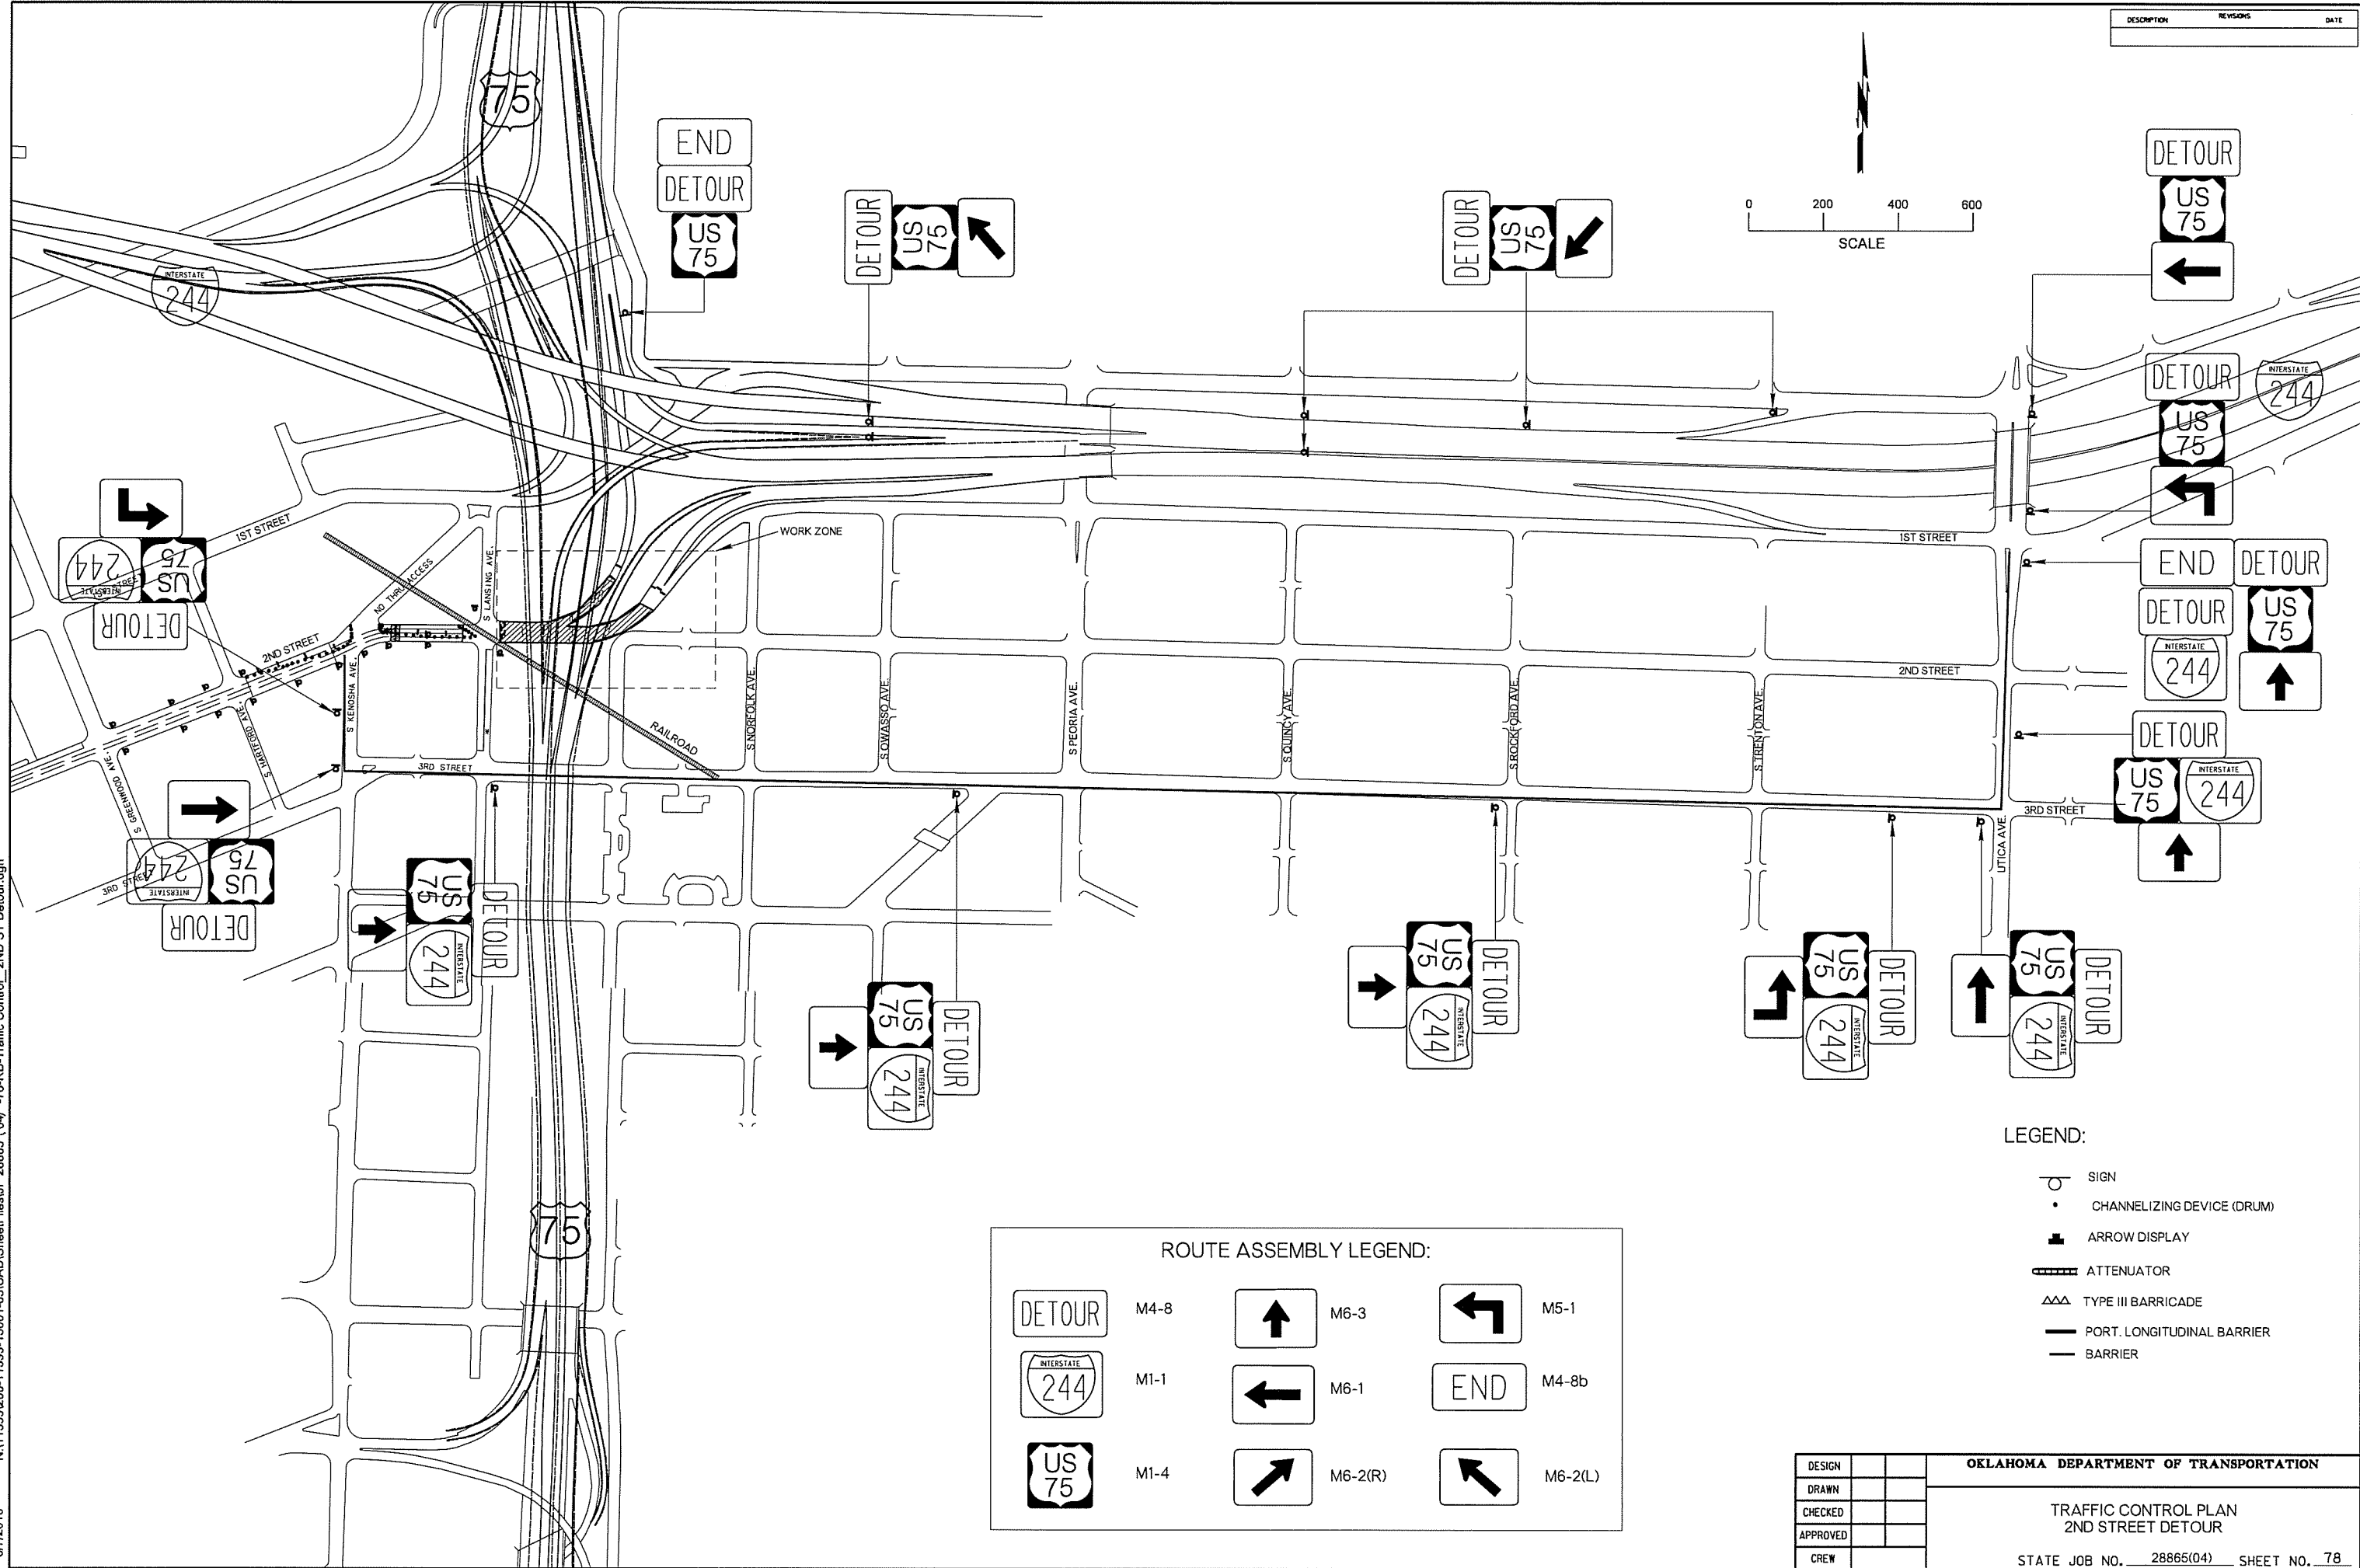 DESCRIPTION REVISIONS DATE
75
END
DETOUR
US
75
DETOUR
US
75
DETOUR
US
75
0 200 400 600
SCALE
DETOUR
US
75
INTERSTATE
244
DETOUR
US
75
INTERSTATE
244
1ST STREET
WORK ZONE
1ST STREET
END DETOUR
DETOUR
US
75
INTERSTATE
244
NO THRU ACCESS
S LANSING AVE.
DETOUR
US
75
INTERSTATE
244
2ND STREET
2ND STREET
S KENOSHA AVE.
S HARTFORD AVE.
S GREENWOOD AVE.
RAILROAD
S NORFOLK AVE.
S OWASSO AVE.
S PEORIA AVE.
S QUINCY AVE.
S ROCKFORD AVE.
S TRENTON AVE.
UTICA AVE.
3RD STREET
3RD STREET
3RD STREET
DETOUR
US
75
INTERSTATE
244
DETOUR
US
75
INTERSTATE
244
DETOUR
US
75
INTERSTATE
244
DETOUR
US
75
INTERSTATE
244
DETOUR
US
75
INTERSTATE
244
DETOUR
US
75
INTERSTATE
244
DETOUR
US
75
INTERSTATE
244
75
LEGEND:
SIGN
CHANNELIZING DEVICE (DRUM)
ARROW DISPLAY
ATTENUATOR
TYPE III BARRICADE
PORT. LONGITUDINAL BARRIER
BARRIER
ROUTE ASSEMBLY LEGEND:
DETOUR M4-8
M6-3
M5-1
INTERSTATE
244 M1-1
M6-1
END M4-8b
US
75 M1-4
M6-2(R)
M6-2(L)
DESIGN
DRAWN
CHECKED
APPROVED
CREW
OKLAHOMA DEPARTMENT OF TRANSPORTATION
TRAFFIC CONTROL PLAN
2ND STREET DETOUR
STATE JOB NO. 28865(04) SHEET NO. 78